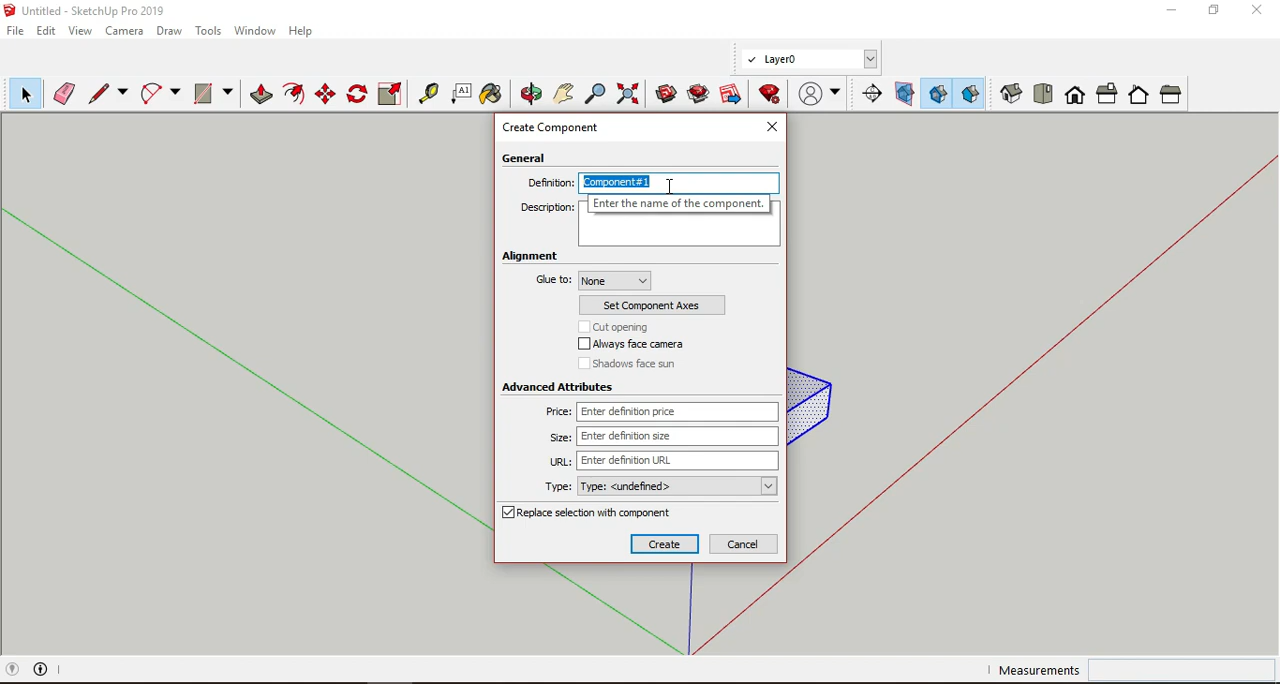 Untitled - SketchUp Pro 2019
File Edit View Camera Draw Tools Window Help
✓ Layer0
A1
Create Component
General
Definition: Component#1
Enter the name of the component.
Description:
Alignment
Glue to: None
Set Component Axes
Cut opening
Always face camera
Shadows face sun
Advanced Attributes
Price: Enter definition price
Size: Enter definition size
URL: Enter definition URL
Type: Type: <undefined>
Replace selection with component
Create Cancel
Measurements